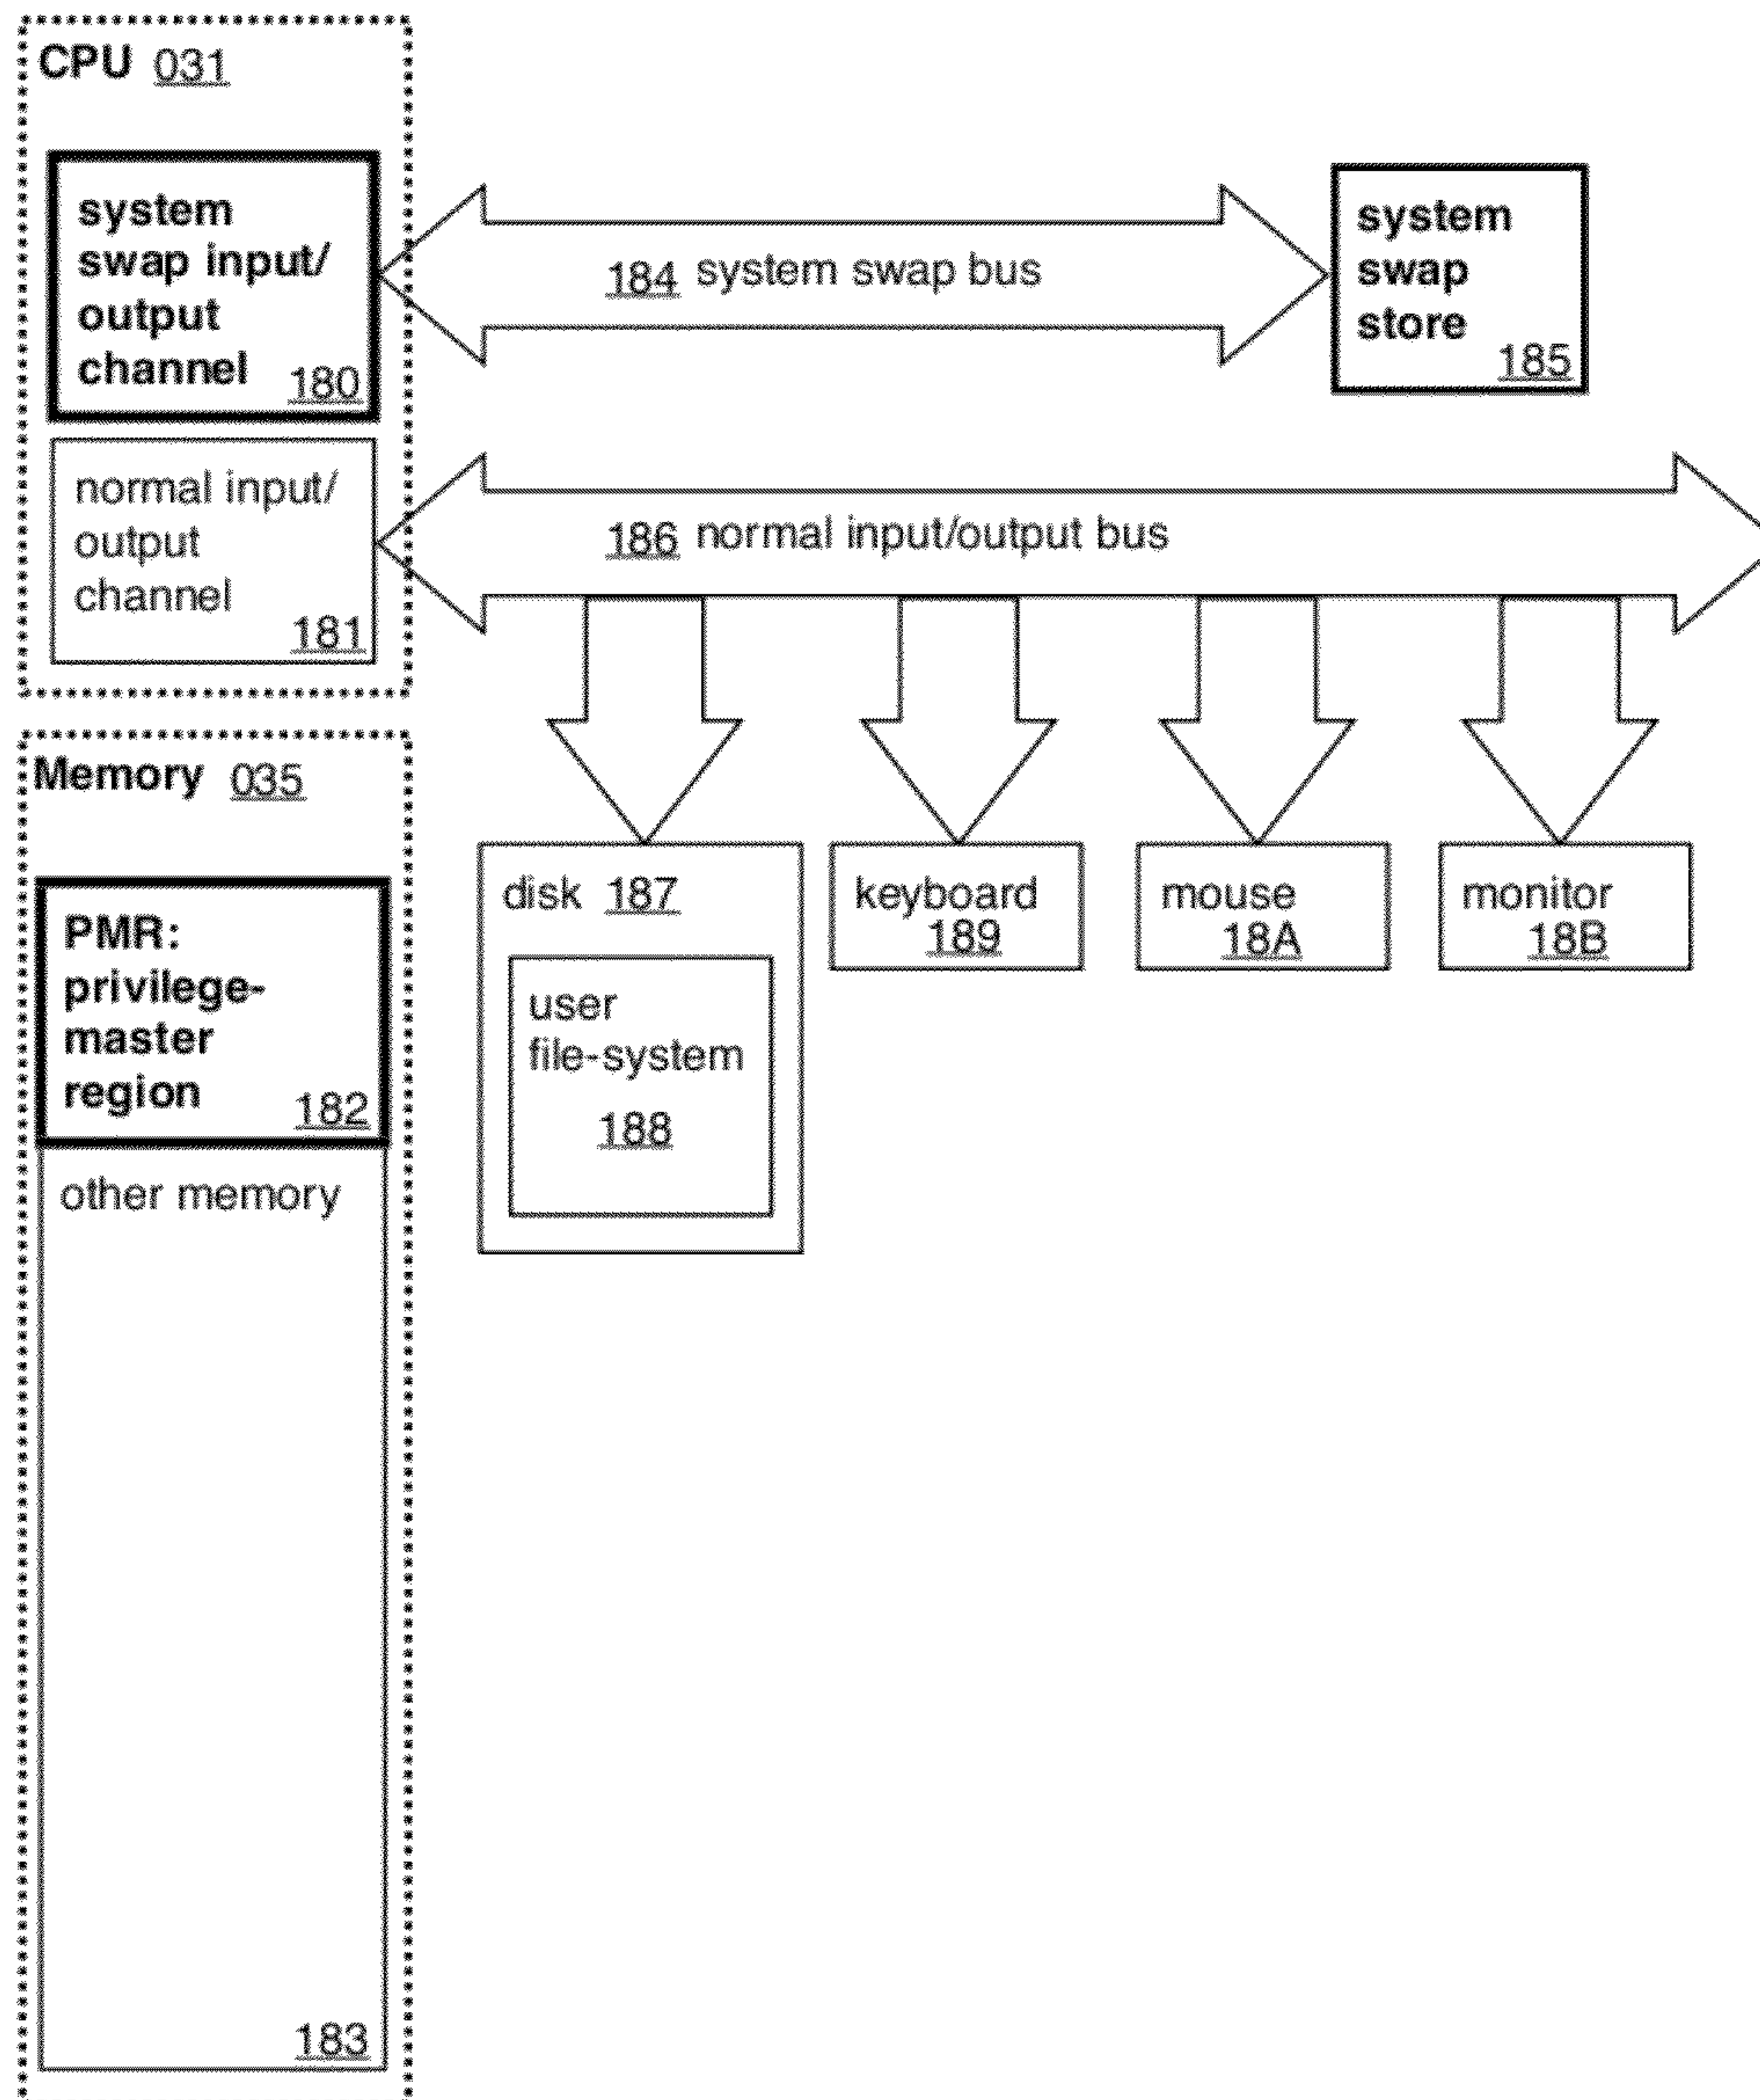 CPU 031
system
swap input/
output
channel 180
184 system swap bus
system
swap
store
185
normal input/
output
channel
181
186 normal input/output bus
Memory 035
PMR:
privilege-
master
region 182
other memory
183
disk 187
user
file-system
188
keyboard
189
mouse
18A
monitor
18B